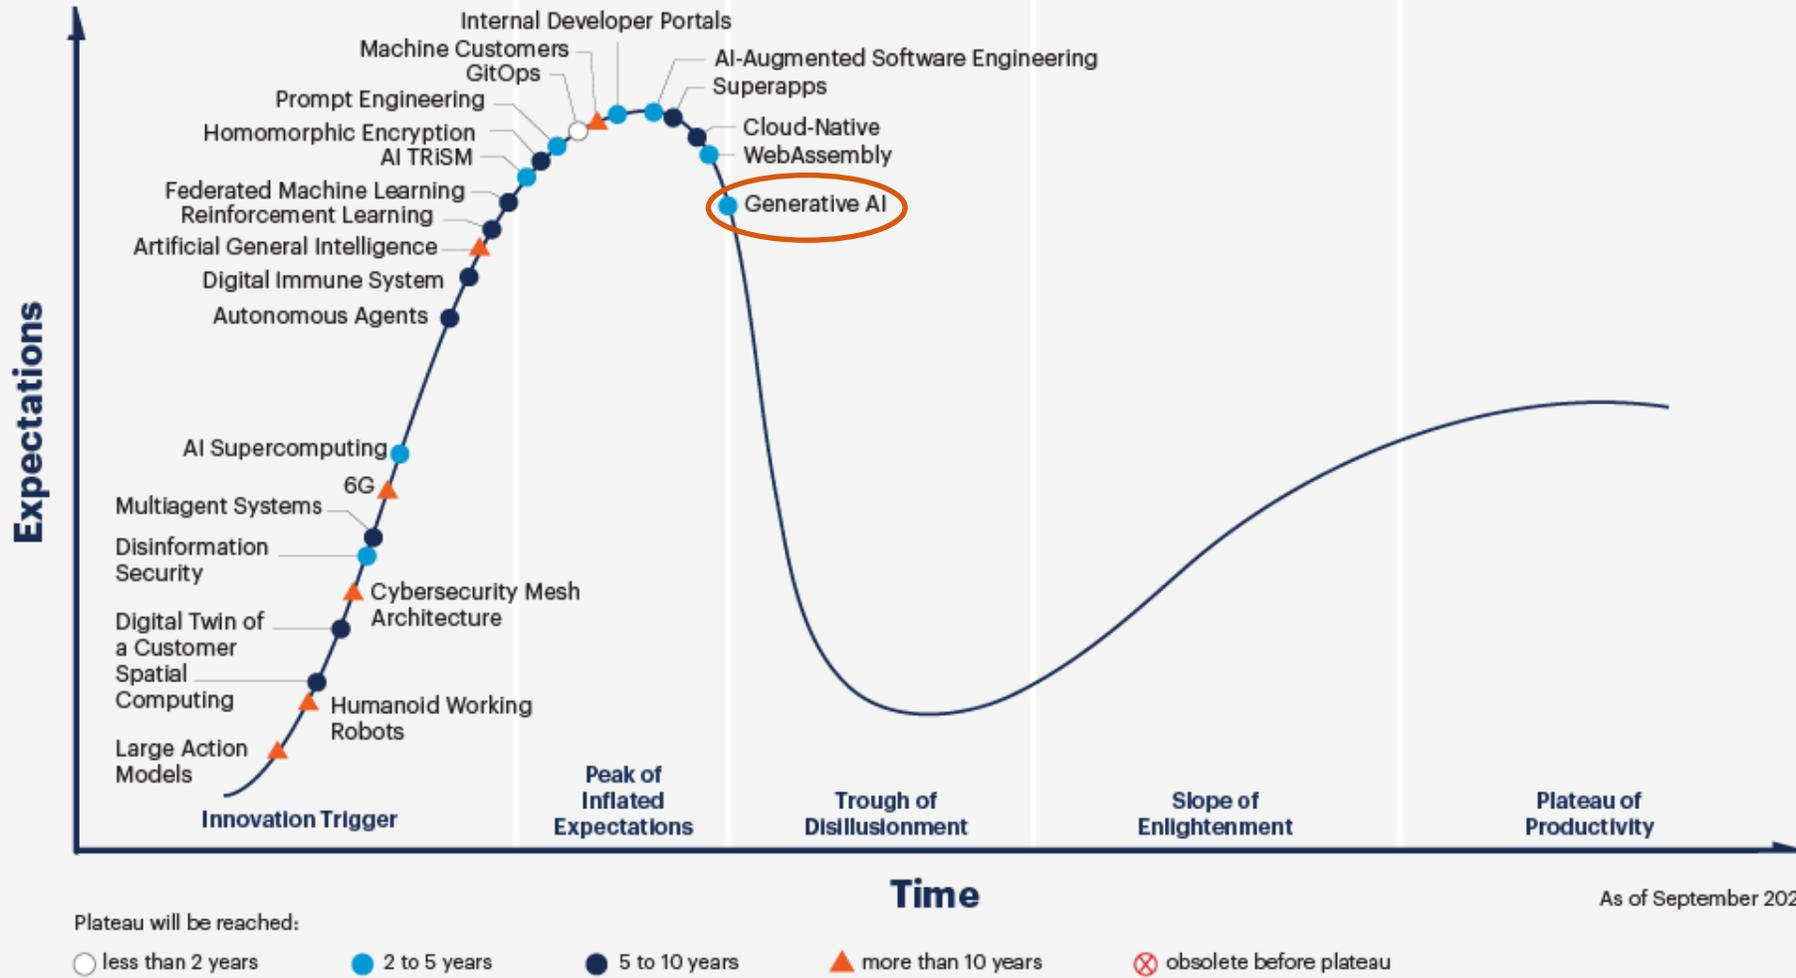 Internal Developer Portals
Machine Customers
AI-Augmented Software Engineering
GitOps
Superapps
Prompt Engineering
Homomorphic Encryption
Cloud-Native
AI TRiSM
WebAssembly
Federated Machine Learning
Generative AI
Reinforcement Learning
Artificial General Intelligence
Digital Immune System
Autonomous Agents
Expectations
AI Supercomputing
6G
Multiagent Systems
Disinformation
Security
Cybersecurity Mesh
Architecture
Digital Twin of
a Customer
Spatial
Computing
Humanoid Working
Robots
Large Action
Models
Innovation Trigger
Peak of
Inflated
Expectations
Trough of
Disillusionment
Slope of
Enlightenment
Plateau of
Productivity
Time
As of September 202
Plateau will be reached:
less than 2 years
2 to 5 years
5 to 10 years
more than 10 years
obsolete before plateau